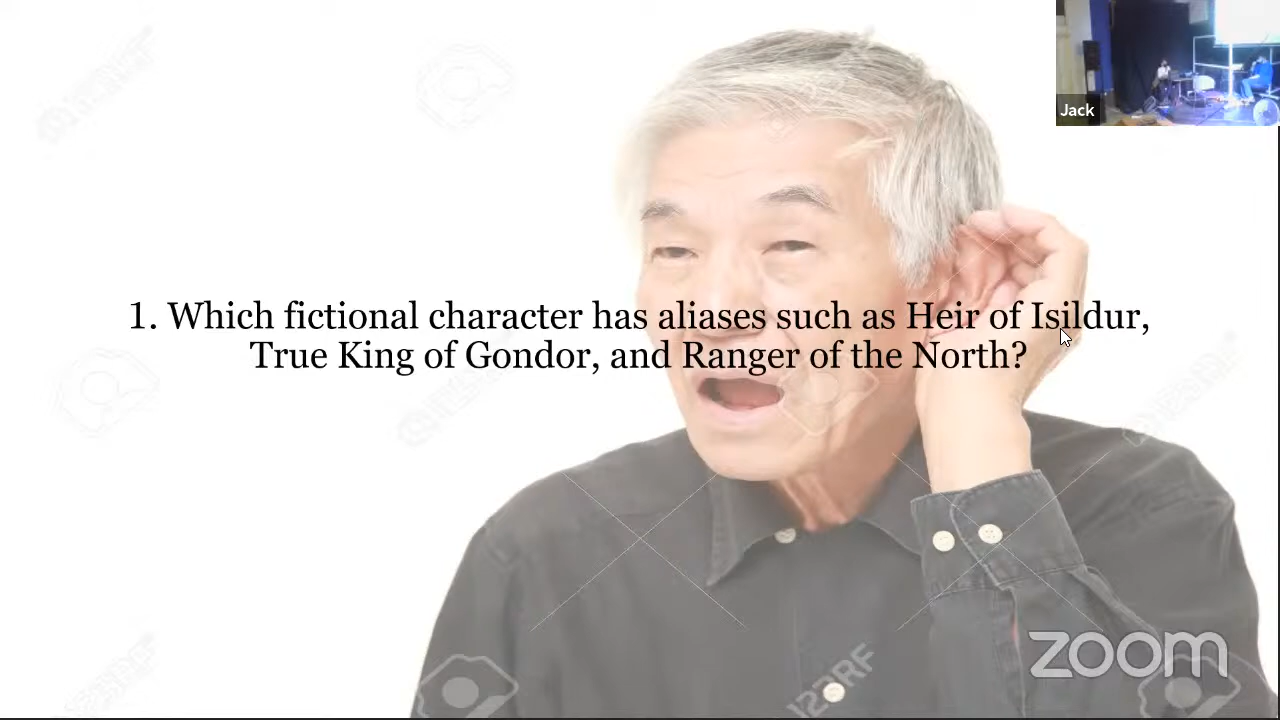 Jack
1. Which fictional character has aliases such as Heir of Isildur,
True King of Gondor, and Ranger of the North?
zoom
123RF